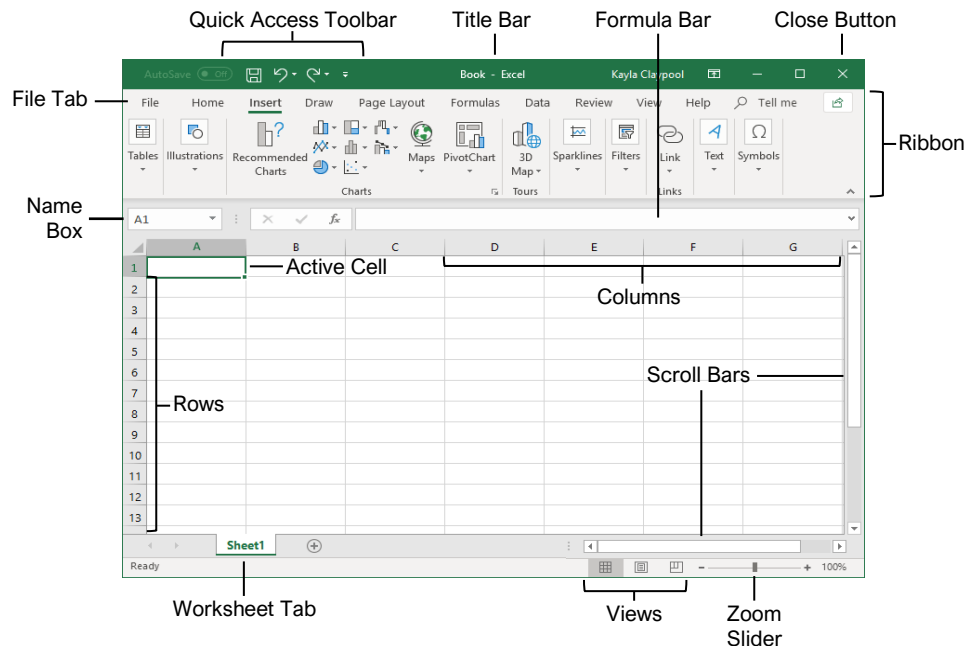 Quick Access Toolbar Title Bar Formula Bar Close Button
AutoSave Off Book - Excel Kayla Claypool
File Tab
File Home Insert Draw Page Layout Formulas Data Review View Help Tell me
Ribbon
Tables Illustrations Recommended Charts Maps PivotChart 3D Map Sparklines Filters Link Text Symbols
Charts Tours Links
Name Box
A1 fx
A B C D E F G
1 Active Cell
Columns
2
3
4
5
6 Scroll Bars
7
Rows
8
9
10
11
12
13
Sheet1
Ready 100%
Worksheet Tab Views Zoom Slider